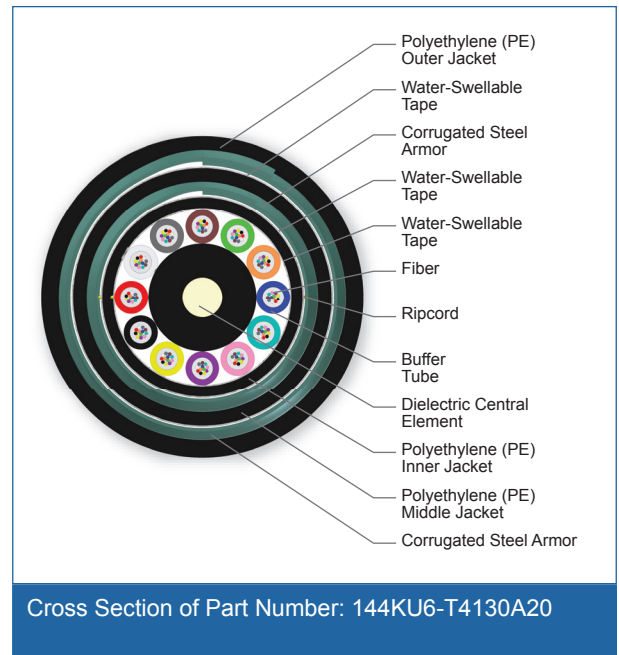 Polyethylene (PE)
Outer Jacket
Water-Swellable
Tape
Corrugated Steel
Armor
Water-Swellable
Tape
Water-Swellable
Tape
Fiber
Ripcord
Buffer
Tube
Dielectric Central
Element
Polyethylene (PE)
Inner Jacket
Polyethylene (PE)
Middle Jacket
Corrugated Steel Armor
Cross Section of Part Number: 144KU6-T4130A20